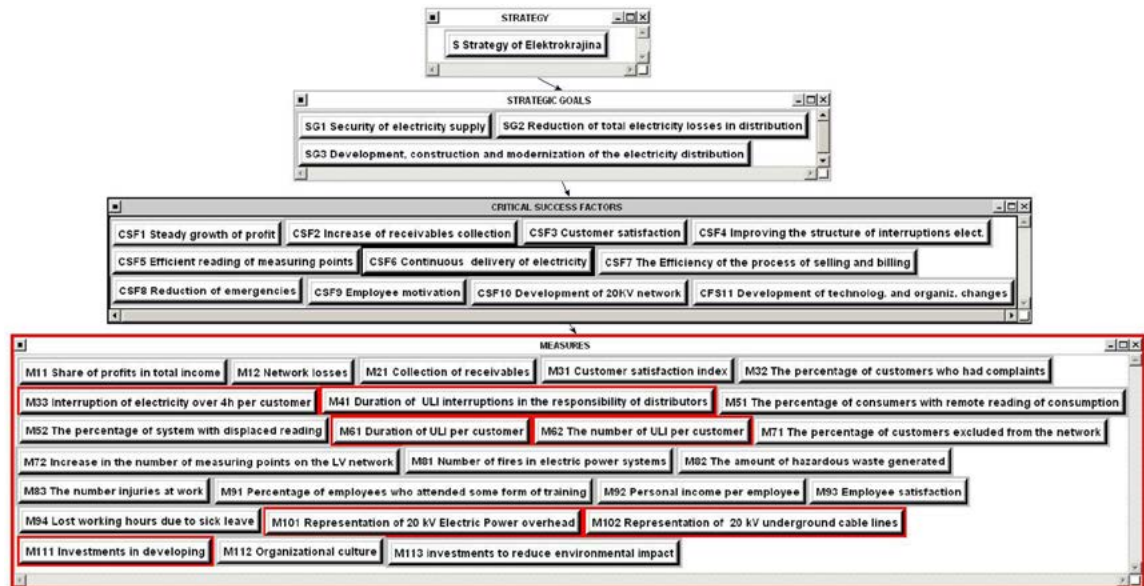 STRATEGY
S Strategy of Elektrokrajina
STRATEGIC GOALS
SG1 Security of electricity supply SG2 Reduction of total electricity losses in distribution
SG3 Development, construction and modernization of the electricity distribution
CRITICAL SUCCESS FACTORS
CSF1 Steady growth of profit CSF2 Increase of receivables collection CSF3 Customer satisfaction CSF4 Improving the structure of interruptions elect.
CSF5 Efficient reading of measuring points CSF6 Continuous delivery of electricity CSF7 The Efficiency of the process of selling and billing
CSF8 Reduction of emergencies CSF9 Employee motivation CSF10 Development of 20KV network CFS11 Development of technolog. and organiz. changes
MEASURES
M11 Share of profits in total income M12 Network losses M21 Collection of receivables M31 Customer satisfaction index M32 The percentage of customers who had complaints
M33 Interruption of electricity over 4h per customer M41 Duration of ULI interruptions in the responsibility of distributors M51 The percentage of consumers with remote reading of consumption
M52 The percentage of system with displaced reading M61 Duration of ULI per customer M62 The number of ULI per customer M71 The percentage of customers excluded from the network
M72 Increase in the number of measuring points on the LV network M81 Number of fires in electric power systems M82 The amount of hazardous waste generated
M83 The number injuries at work M91 Percentage of employees who attended some form of training M92 Personal income per employee M93 Employee satisfaction
M94 Lost working hours due to sick leave M101 Representation of 20 kV Electric Power overhead M102 Representation of 20 kV underground cable lines
M111 Investments in developing M112 Organizational culture M113 investments to reduce environmental impact